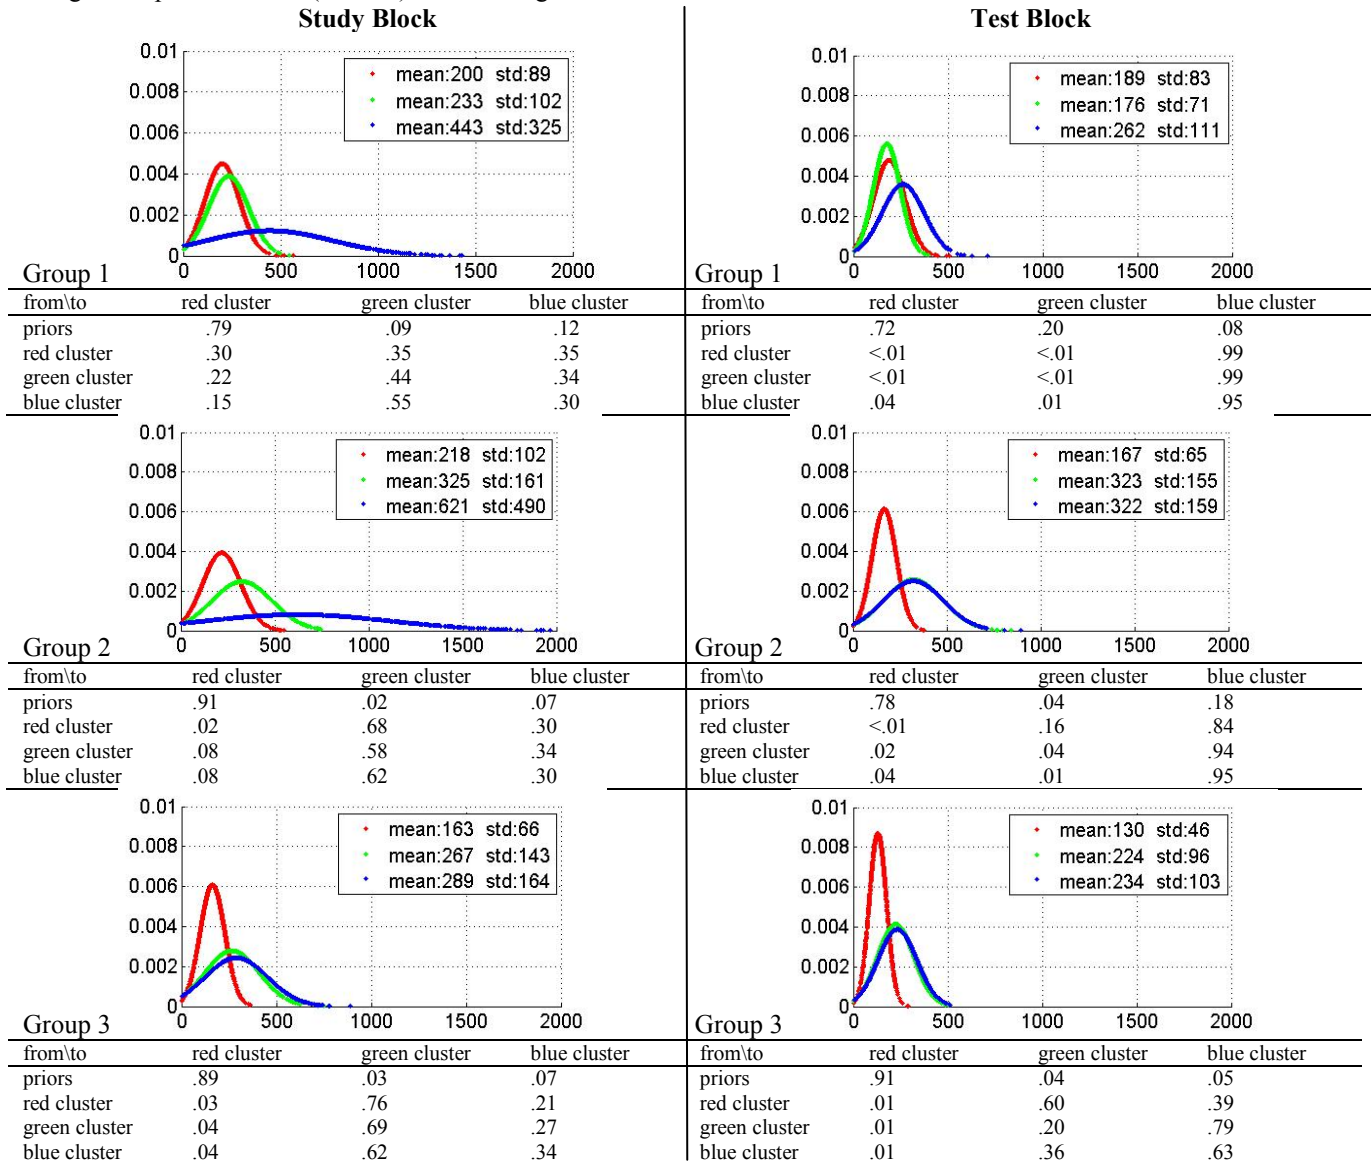 Study Block
0.01
0.008
0.006
0.004
0.002
0
mean:200 std:89
mean:233 std:102
mean:443 std:325
0 500 1000 1500 2000
Group 1
from\to red cluster green cluster blue cluster
priors .79 .09 .12
red cluster .30 .35 .35
green cluster .22 .44 .34
blue cluster .15 .55 .30
0.01
0.008
0.006
0.004
0.002
0
mean:218 std:102
mean:325 std:161
mean:621 std:490
0 500 1000 1500 2000
Group 2
from\to red cluster green cluster blue cluster
priors .91 .02 .07
red cluster .02 .68 .30
green cluster .08 .58 .34
blue cluster .08 .62 .30
0.01
0.008
0.006
0.004
0.002
0
mean:163 std:66
mean:267 std:143
mean:289 std:164
0 500 1000 1500 2000
Group 3
from\to red cluster green cluster blue cluster
priors .89 .03 .07
red cluster .03 .76 .21
green cluster .04 .69 .27
blue cluster .04 .62 .34
Test Block
0.01
0.008
0.006
0.004
0.002
0
mean:189 std:83
mean:176 std:71
mean:262 std:111
0 500 1000 1500 2000
Group 1
from\to red cluster green cluster blue cluster
priors .72 .20 .08
red cluster <.01 <.01 .99
green cluster <.01 <.01 .99
blue cluster .04 .01 .95
0.01
0.008
0.006
0.004
0.002
0
mean:167 std:65
mean:323 std:155
mean:322 std:159
0 500 1000 1500 2000
Group 2
from\to red cluster green cluster blue cluster
priors .78 .04 .18
red cluster <.01 .16 .84
green cluster .02 .04 .94
blue cluster .04 .01 .95
0.01
0.008
0.006
0.004
0.002
0
mean:130 std:46
mean:224 std:96
mean:234 std:103
0 500 1000 1500 2000
Group 3
from\to red cluster green cluster blue cluster
priors .91 .04 .05
red cluster .01 .60 .39
green cluster .01 .20 .79
blue cluster .01 .36 .63